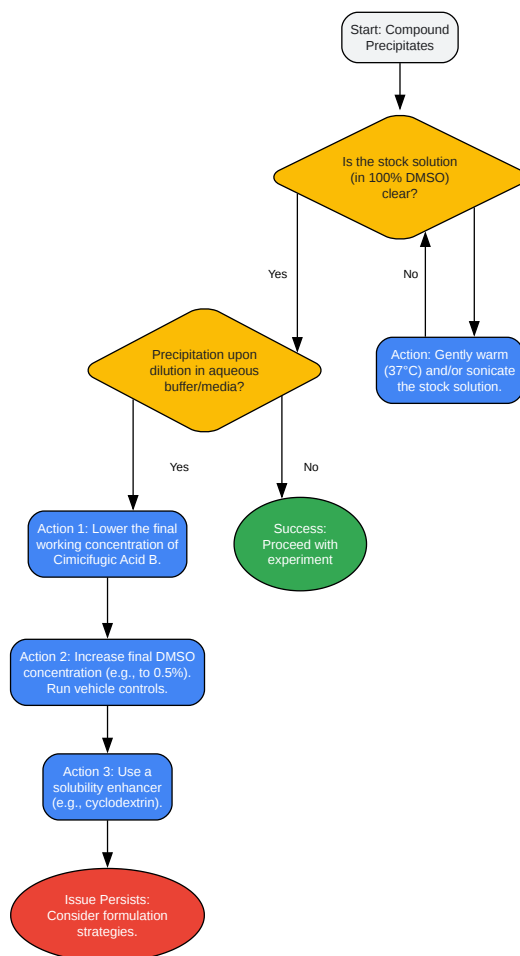 Start: Compound
Precipitates
Is the stock solution
(in 100% DMSO)
clear?
Yes
No
Precipitation upon
dilution in aqueous
buffer/media?
Action: Gently warm
(37°C) and/or sonicate
the stock solution.
Yes
No
Action 1: Lower the final
working concentration of
Cimicifugic Acid B.
Success:
Proceed with
experiment
Action 2: Increase final DMSO
concentration (e.g., to 0.5%).
Run vehicle controls.
Action 3: Use a
solubility enhancer
(e.g., cyclodextrin).
Issue Persists:
Consider formulation
strategies.